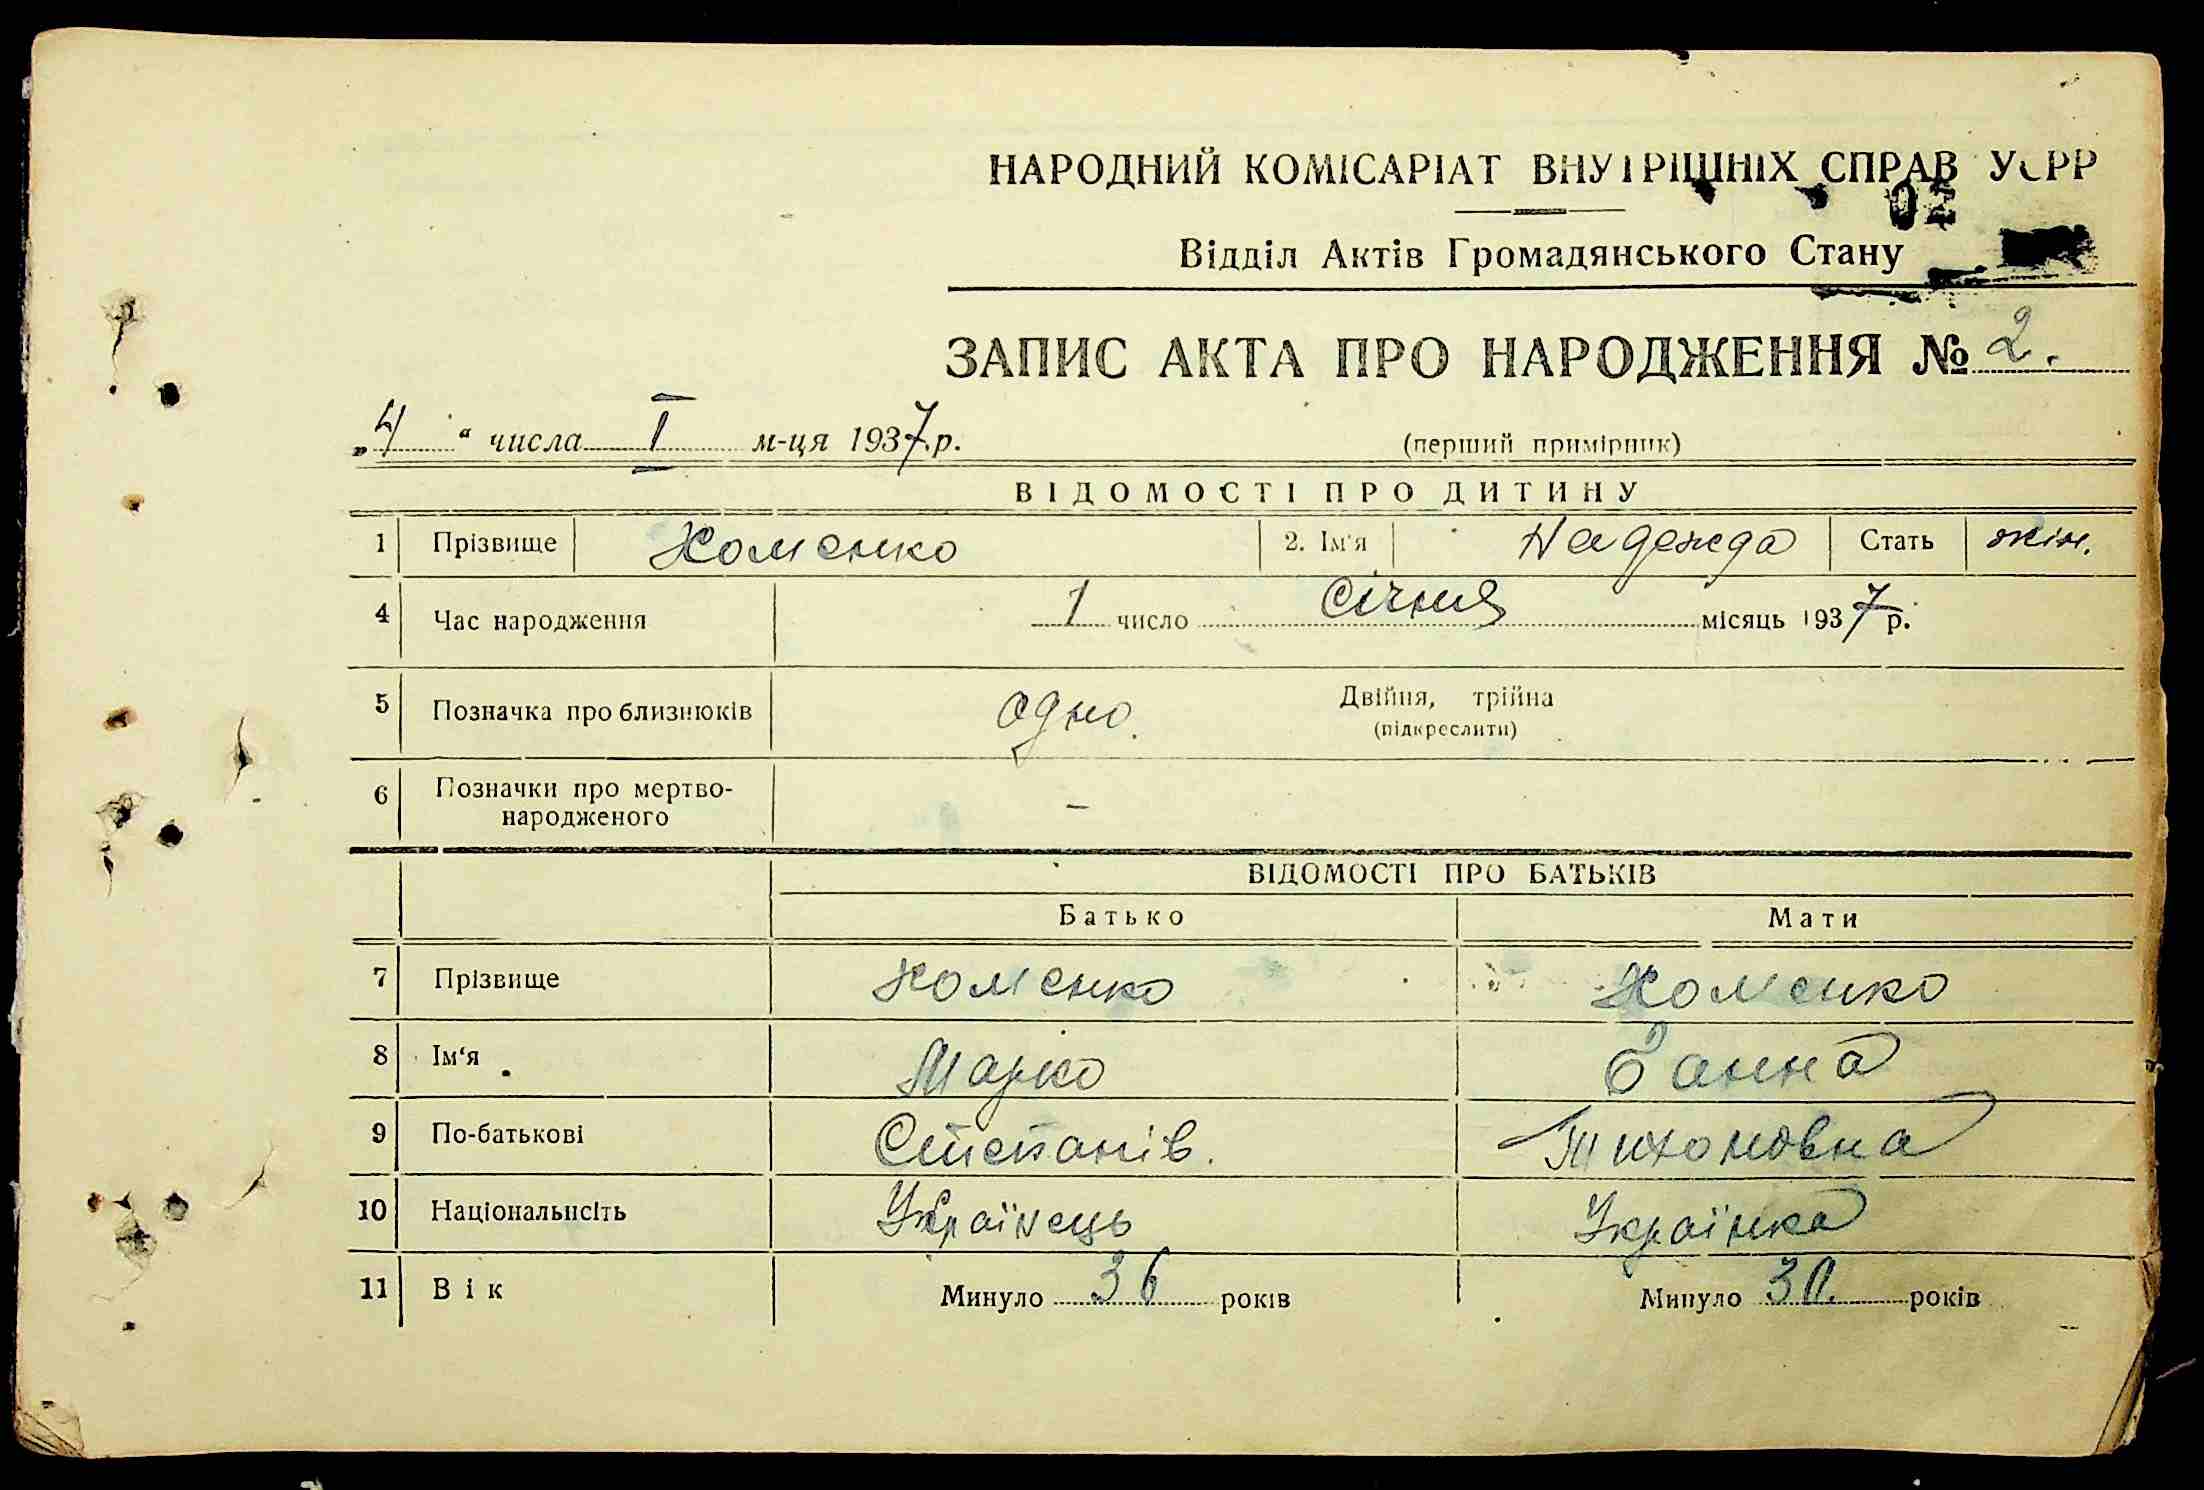 НАРОДНИЙ КОМІСАРІАТ ВНУТРІШНІХ СПРАВ УСРР
02
Відділ Актів Громадянського Стану
ЗАПИС АКТА ПРО НАРОДЖЕННЯ № 2.
„4“ числа I м-ця 1937 р. (перший примірник)
ВІДОМОСТІ ПРО ДИТИНУ
1 Прізвище Хоменко 2. Ім'я Надежда Стать жін.
4 Час народження 1 число Січня місяць 1937 р.
5 Позначка про близнюків одно. Двійня, трійна
(підкреслити)
6 Позначки про мертво-
народженого –
ВІДОМОСТІ ПРО БАТЬКІВ
Батько Мати
7 Прізвище Хоменко Хоменко
8 Ім'я Марко Ганна
9 По-батькові Степанів. Тихоновна
10 Національність Українець Українка
11 Вік Минуло 36 років Минуло 30. років